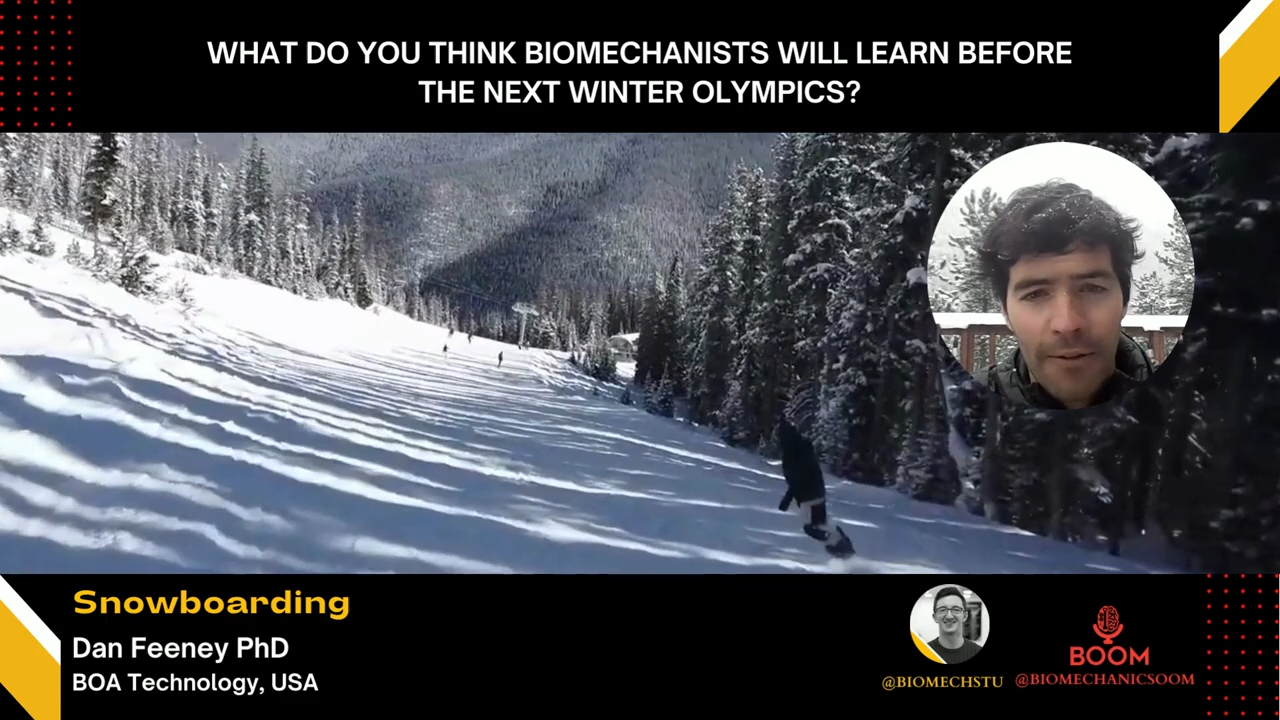 WHAT DO YOU THINK BIOMECHANISTS WILL LEARN BEFORE
THE NEXT WINTER OLYMPICS?
Snowboarding
Dan Feeney PhD
BOA Technology, USA
@BIOMECHSTU
BOOM
@BIOMECHANICSOOM